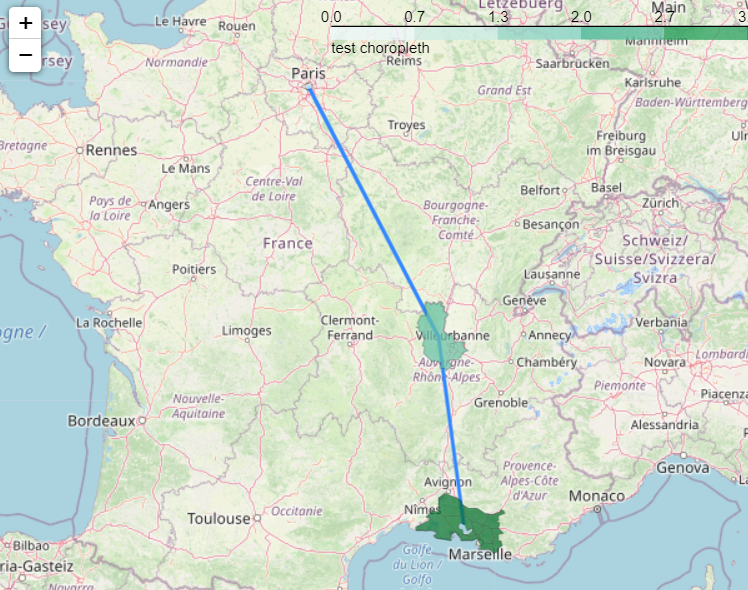 +
−
0.0 0.7 1.3 2.0 2.7 3
test choropleth
Letzebuerg
Main
Mannheim
Le Havre
Rouen
Reims
Saarbrücken
Karlsruhe
Normandie
Paris
Grand Est
Baden-Württemberg
Troyes
Freiburg
im Breisgau
Ulr
Bretagne
Rennes
Le Mans
Centre-Val
de Loire
Belfort
Basel
Zürich
Pays de
la Loire
Angers
Bourgogne-
Franche-
Comté
Besançon
France
Schweiz/
Suisse/Svizzera/
Svizra
Poitiers
Lausanne
Genève
La Rochelle
Limoges
Clermont-
Ferrand
Villeurbanne
Annecy
Verbania
ogne /
Auvergne-
Rhône-Alpes
Chambéry
Novara
Lombardi
Piemonte
Piacenza
Nouvelle-
Aquitaine
Grenoble
Bordeaux
Alessandria
Genova
Provence-
Alpes-Côte
d'Azur
Avignon
Monaco
Nîmes
Occitanie
Toulouse
Bilbao
ria-Gasteiz
Marseille
Golfe
du Lion /
Golfo
Navarra